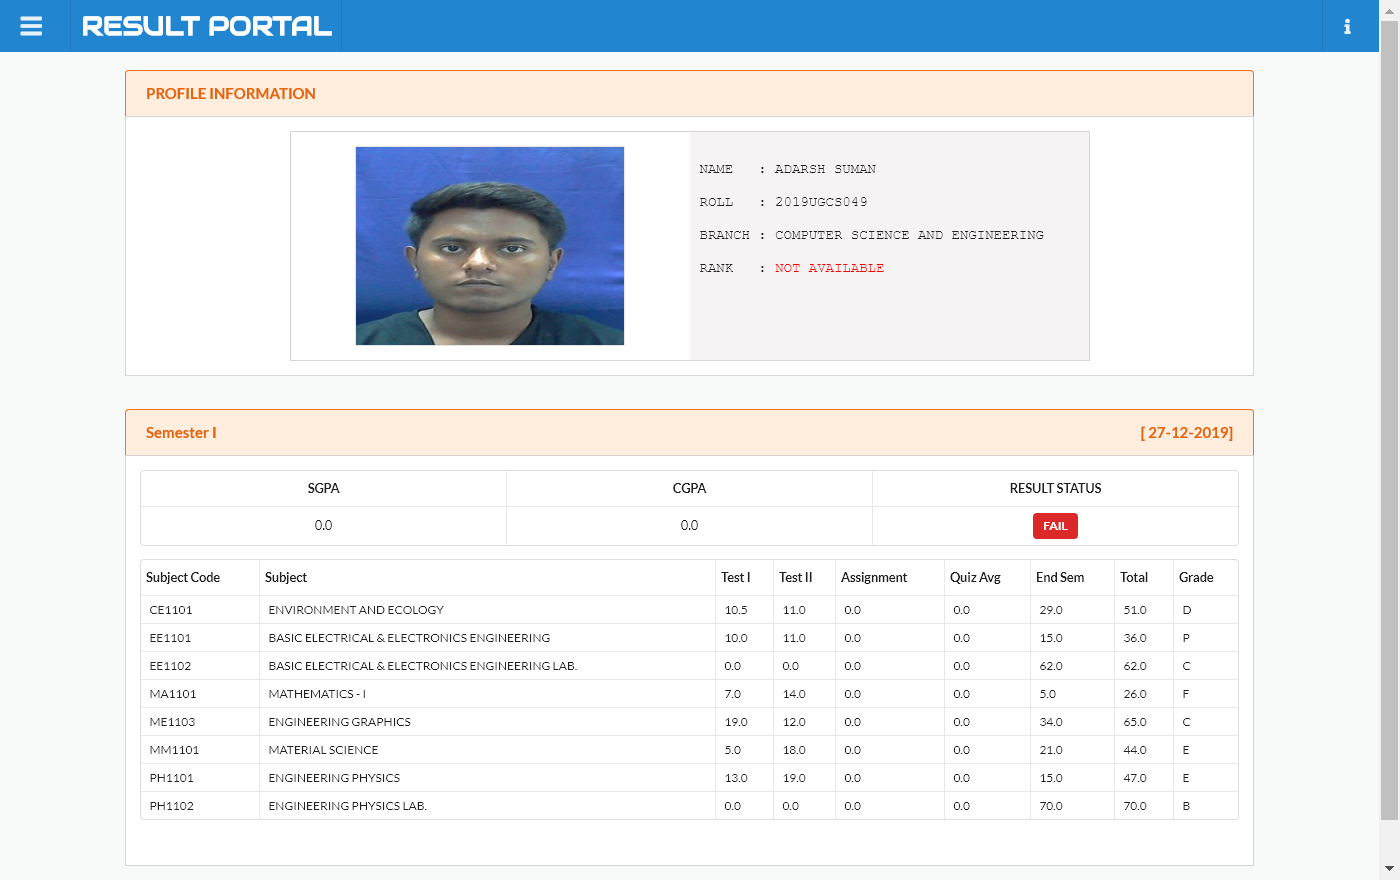 RESULT PORTAL
PROFILE INFORMATION
NAME : ADARSH SUMAN
ROLL : 2019UGCS049
BRANCH : COMPUTER SCIENCE AND ENGINEERING
RANK : NOT AVAILABLE
Semester I [ 27-12-2019]
SGPA CGPA RESULT STATUS
0.0 0.0 FAIL
Subject Code Subject Test I Test II Assignment Quiz Avg End Sem Total Grade
CE1101 ENVIRONMENT AND ECOLOGY 10.5 11.0 0.0 0.0 29.0 51.0 D
EE1101 BASIC ELECTRICAL & ELECTRONICS ENGINEERING 10.0 11.0 0.0 0.0 15.0 36.0 P
EE1102 BASIC ELECTRICAL & ELECTRONICS ENGINEERING LAB. 0.0 0.0 0.0 0.0 62.0 62.0 C
MA1101 MATHEMATICS - I 7.0 14.0 0.0 0.0 5.0 26.0 F
ME1103 ENGINEERING GRAPHICS 19.0 12.0 0.0 0.0 34.0 65.0 C
MM1101 MATERIAL SCIENCE 5.0 18.0 0.0 0.0 21.0 44.0 E
PH1101 ENGINEERING PHYSICS 13.0 19.0 0.0 0.0 15.0 47.0 E
PH1102 ENGINEERING PHYSICS LAB. 0.0 0.0 0.0 0.0 70.0 70.0 B